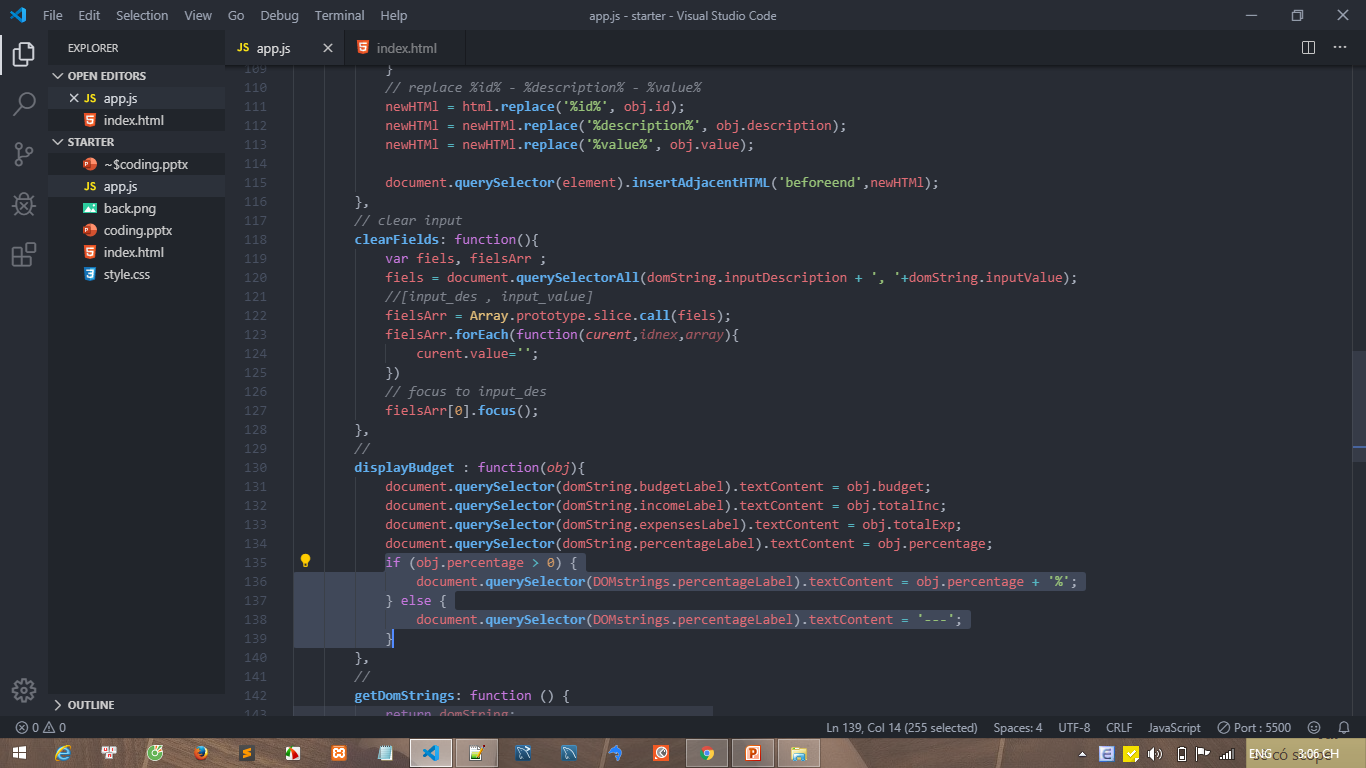 File Edit Selection View Go Debug Terminal Help
app.js - starter - Visual Studio Code
EXPLORER
OPEN EDITORS
JS app.js
index.html
STARTER
~$coding.pptx
JS app.js
back.png
coding.pptx
index.html
style.css
OUTLINE
JS app.js
index.html
109 }
110 // replace %id% - %description% - %value%
111 newHTMl = html.replace('%id%', obj.id);
112 newHTMl = newHTMl.replace('%description%', obj.description);
113 newHTMl = newHTMl.replace('%value%', obj.value);
114
115 document.querySelector(element).insertAdjacentHTML('beforeend',newHTMl);
116 },
117 // clear input
118 clearFields: function(){
119 var fiels, fielsArr ;
120 fiels = document.querySelectorAll(domString.inputDescription + ', '+domString.inputValue);
121 //[input_des , input_value]
122 fielsArr = Array.prototype.slice.call(fiels);
123 fielsArr.forEach(function(curent,idnex,array){
124 curent.value='';
125 })
126 // focus to input_des
127 fielsArr[0].focus();
128 },
129 //
130 displayBudget : function(obj){
131 document.querySelector(domString.budgetLabel).textContent = obj.budget;
132 document.querySelector(domString.incomeLabel).textContent = obj.totalInc;
133 document.querySelector(domString.expensesLabel).textContent = obj.totalExp;
134 document.querySelector(domString.percentageLabel).textContent = obj.percentage;
135 if (obj.percentage > 0) {
136 document.querySelector(DOMstrings.percentageLabel).textContent = obj.percentage + '%';
137 } else {
138 document.querySelector(DOMstrings.percentageLabel).textContent = '---';
139 }
140 },
141 //
142 getDomStrings: function () {
143 return domString;
0 0
Ln 139, Col 14 (255 selected) Spaces: 4 UTF-8 CRLF JavaScript Port : 5500
ENG 3:06 CH